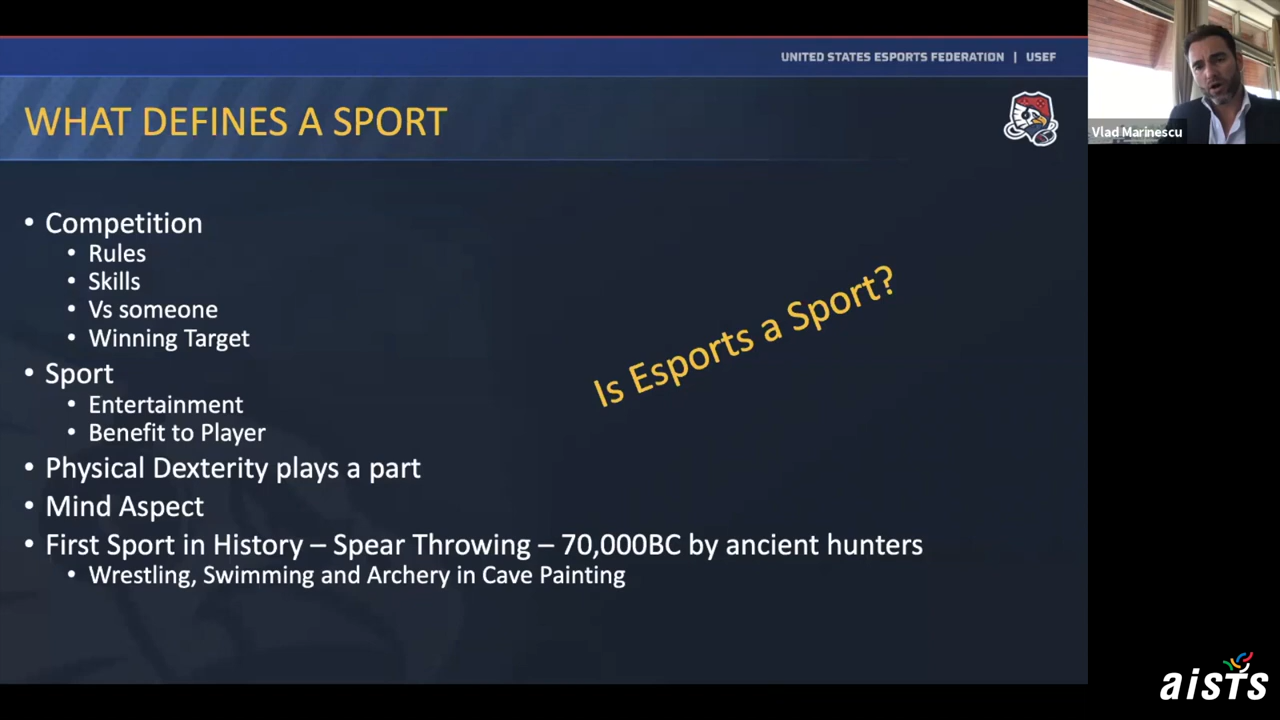 UNITED STATES ESPORTS FEDERATION | USEF
WHAT DEFINES A SPORT
Vlad Marinescu
• Competition
• Rules
• Skills
• Vs someone
• Winning Target
• Sport
• Entertainment
• Benefit to Player
• Physical Dexterity plays a part
• Mind Aspect
• First Sport in History – Spear Throwing – 70,000BC by ancient hunters
• Wrestling, Swimming and Archery in Cave Painting
Is Esports a Sport?
aisTs